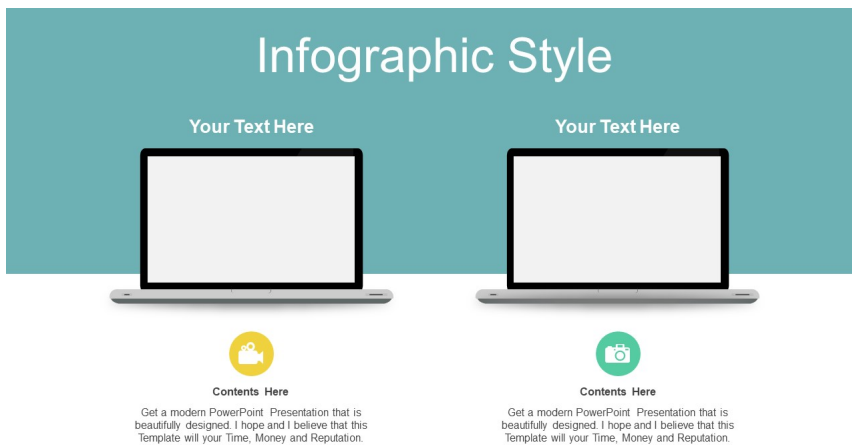 Infographic Style
Your Text Here
Your Text Here
Contents Here
Get a modern PowerPoint Presentation that is
beautifully designed. I hope and I believe that this
Template will your Time, Money and Reputation.
Contents Here
Get a modern PowerPoint Presentation that is
beautifully designed. I hope and I believe that this
Template will your Time, Money and Reputation.